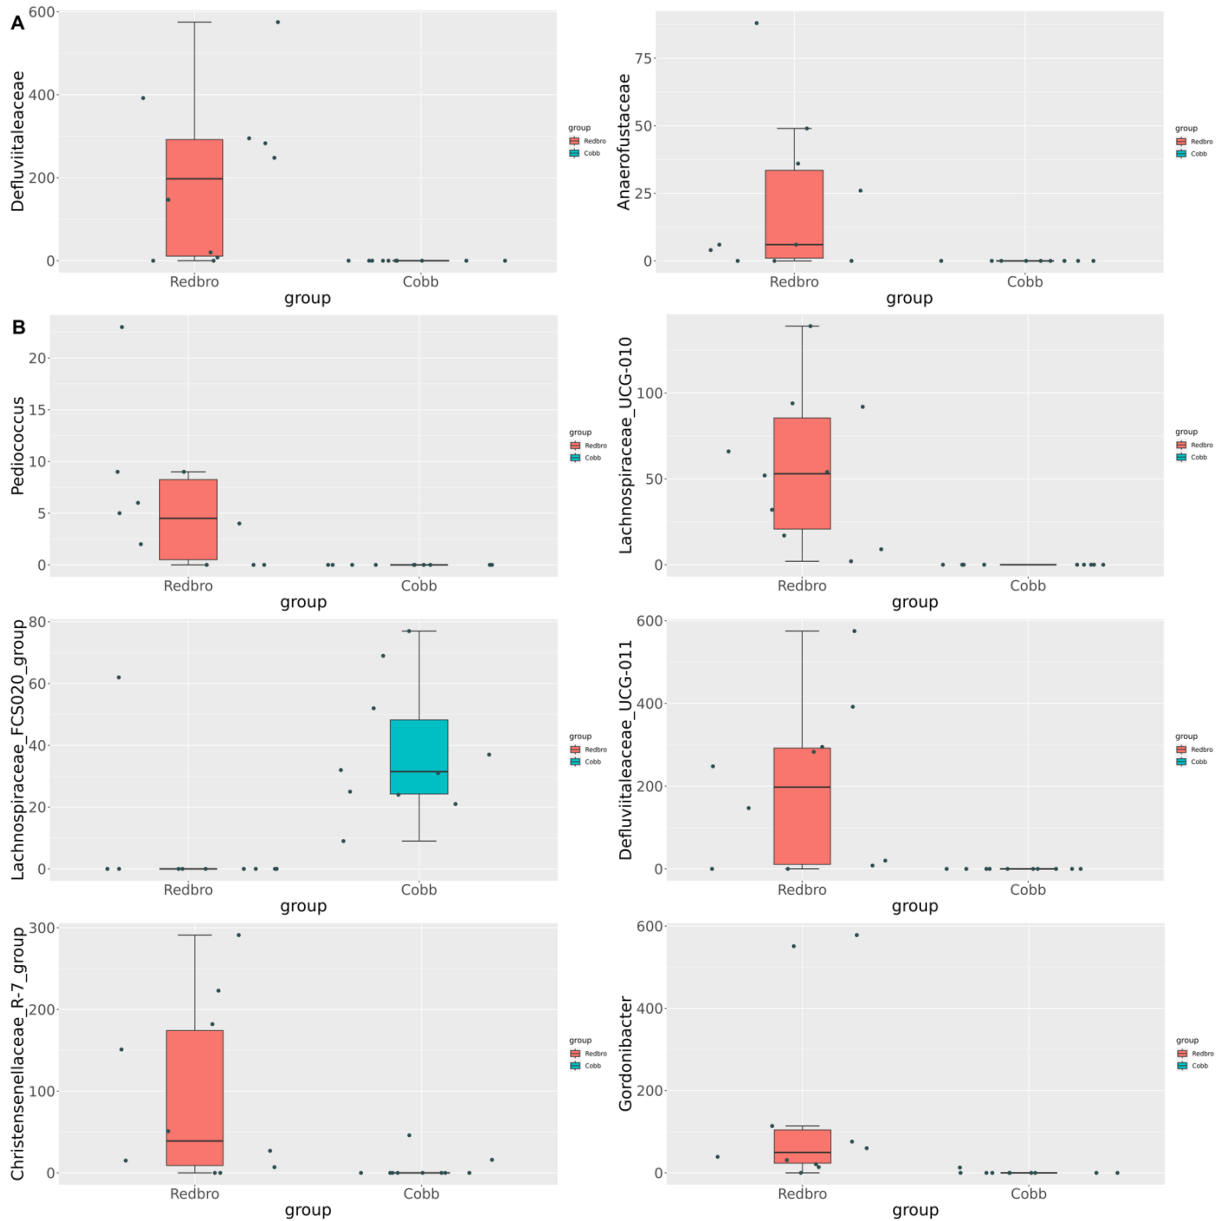 A
Defluviitaleaceae
600
400
200
0
Redbro
Cobb
group
group
Redbro
Cobb
Anaerofustaceae
75
50
25
0
Redbro
Cobb
group
group
Redbro
Cobb
B
Pediococcus
20
15
10
5
0
Redbro
Cobb
group
group
Redbro
Cobb
Lachnospiraceae_UCG-010
100
50
0
Redbro
Cobb
group
group
Redbro
Cobb
Lachnospiraceae_FCS020_group
80
60
40
20
0
Redbro
Cobb
group
group
Redbro
Cobb
Defluviitaleaceae_UCG-011
600
400
200
0
Redbro
Cobb
group
group
Redbro
Cobb
Christensenellaceae_R-7_group
300
200
100
0
Redbro
Cobb
group
group
Redbro
Cobb
Gordonibacter
600
400
200
0
Redbro
Cobb
group
group
Redbro
Cobb